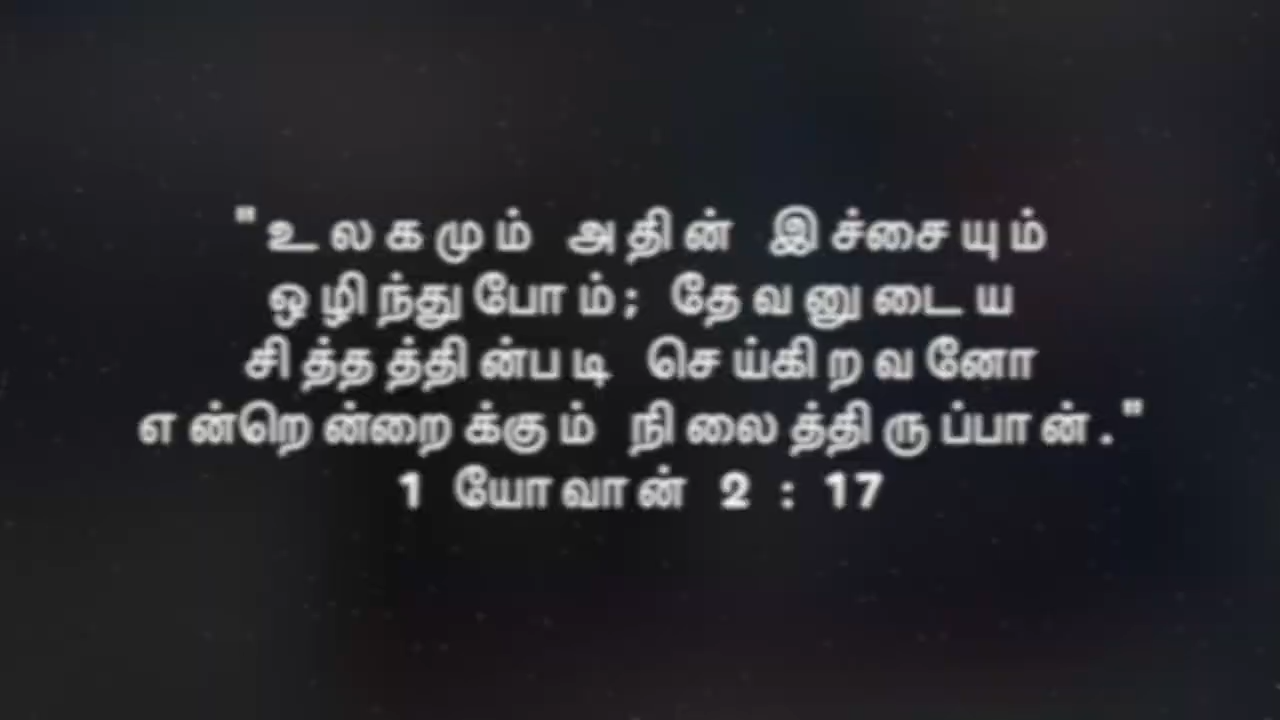 "உலகமும் அதின் இச்சையும்
ஒழிந்துபோம்; தேவனுடைய
சித்தத்தின்படி செய்கிறவனோ
என்றென்றைக்கும் நிலைத்திருப்பான்."
1 யோவான் 2 : 17